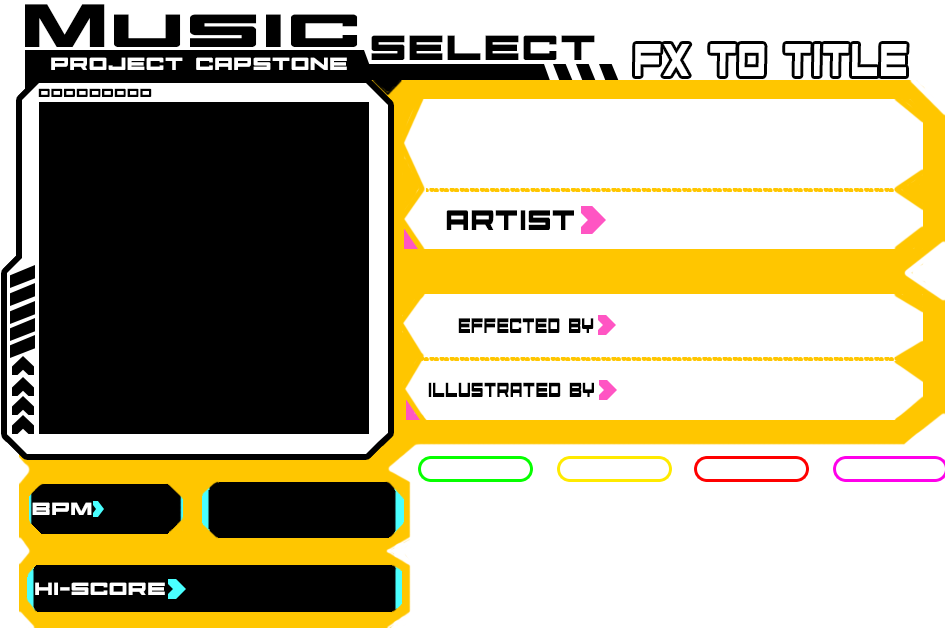 MUSIC
SELECT
PROJECT CAPSTONE
FX TO TITLE
ARTIST
EFFECTED BY
ILLUSTRATED BY
BPM
HI-SCORE